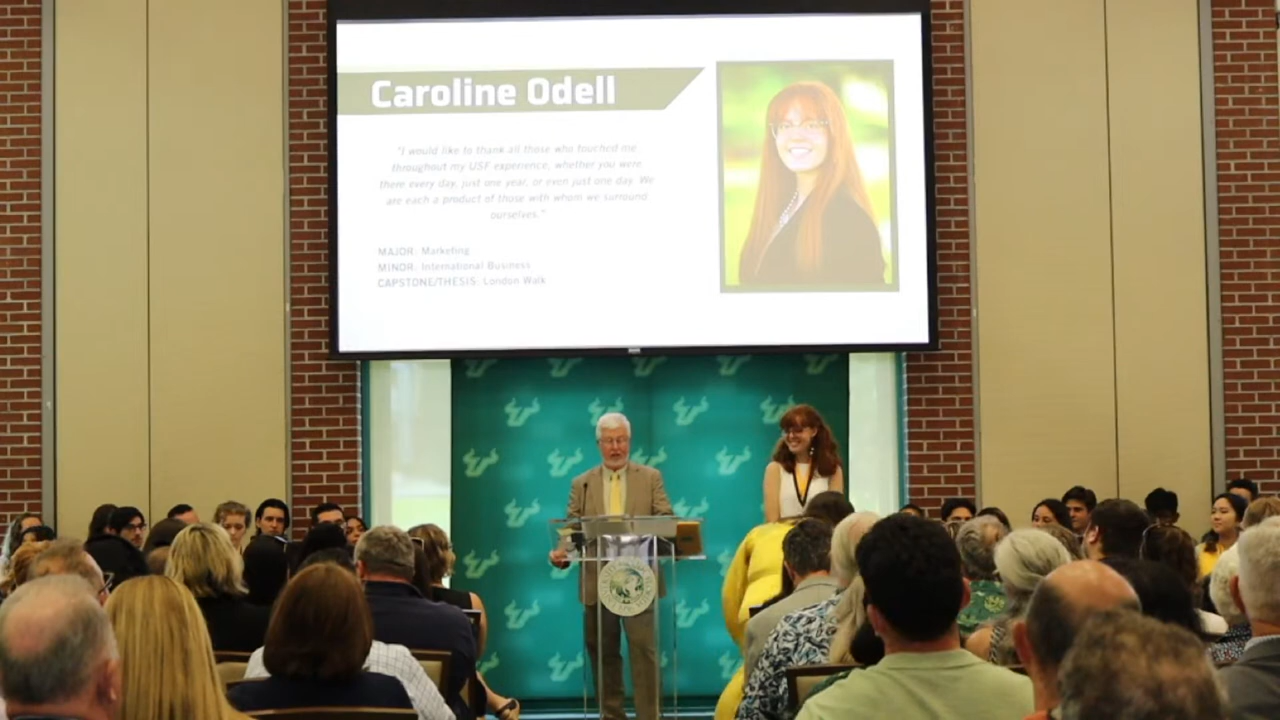 Caroline Odell
"I would like to thank all those who touched me
throughout my USF experience, whether you were
there every day, just one year, or even just one day. We
are each a product of those with whom we surround
ourselves."
MAJOR: Marketing
MINOR: International Business
CAPSTONE/THESIS: London Walk